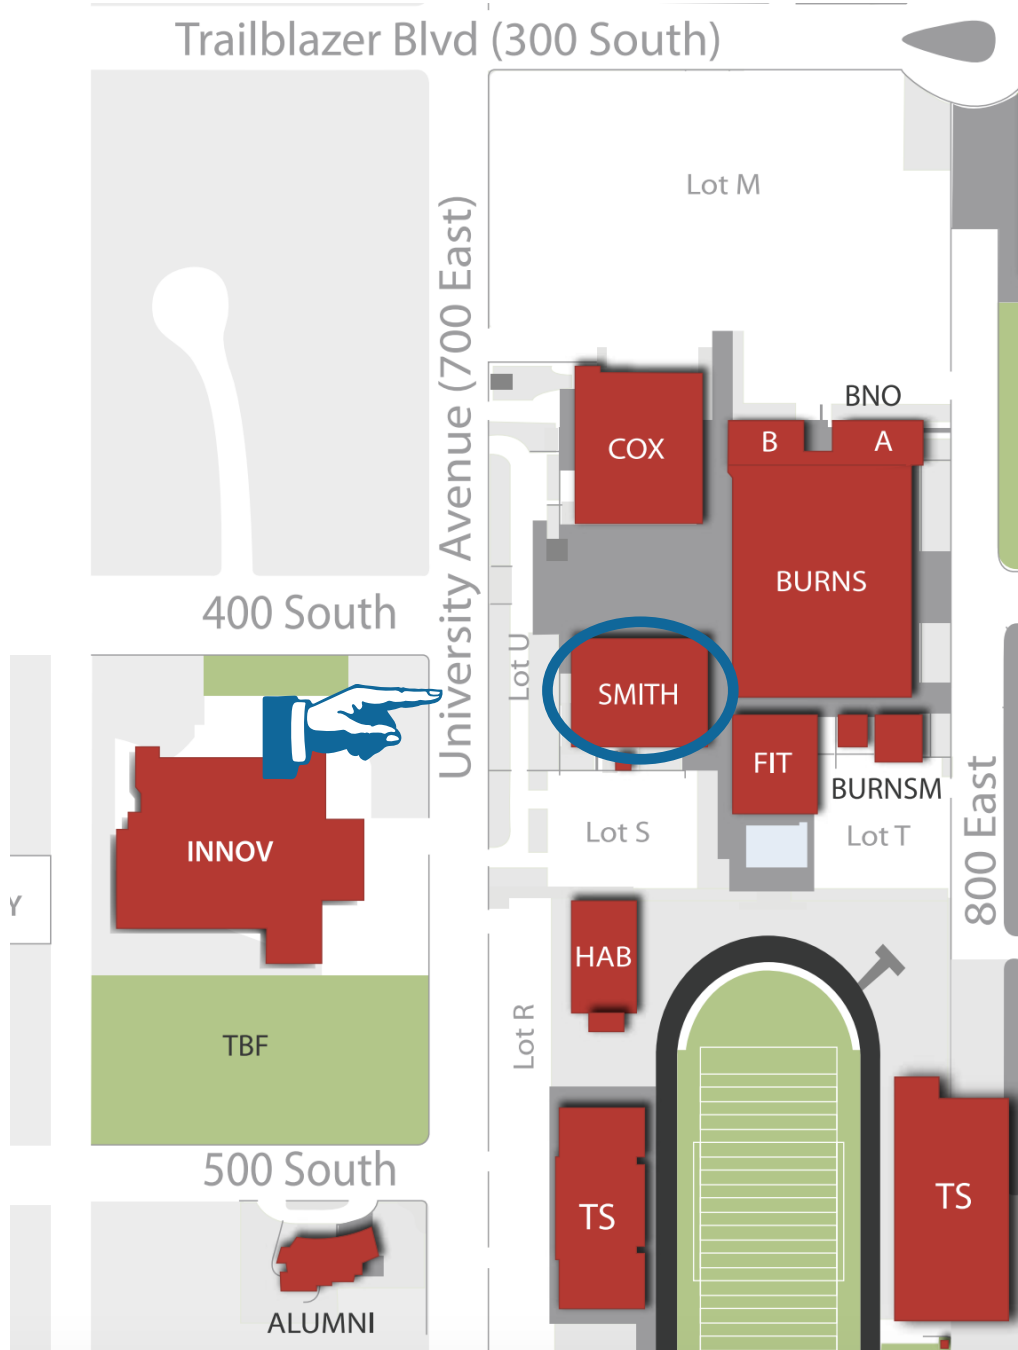 Trailblazer Blvd (300 South)
Lot M
University Avenue (700 East)
BNO
COX
B
A
BURNS
400 South
Lot U
SMITH
FIT
BURNSM
Lot S
Lot T
INNOV
800 East
Y
HAB
Lot R
TBF
500 South
TS
TS
ALUMNI